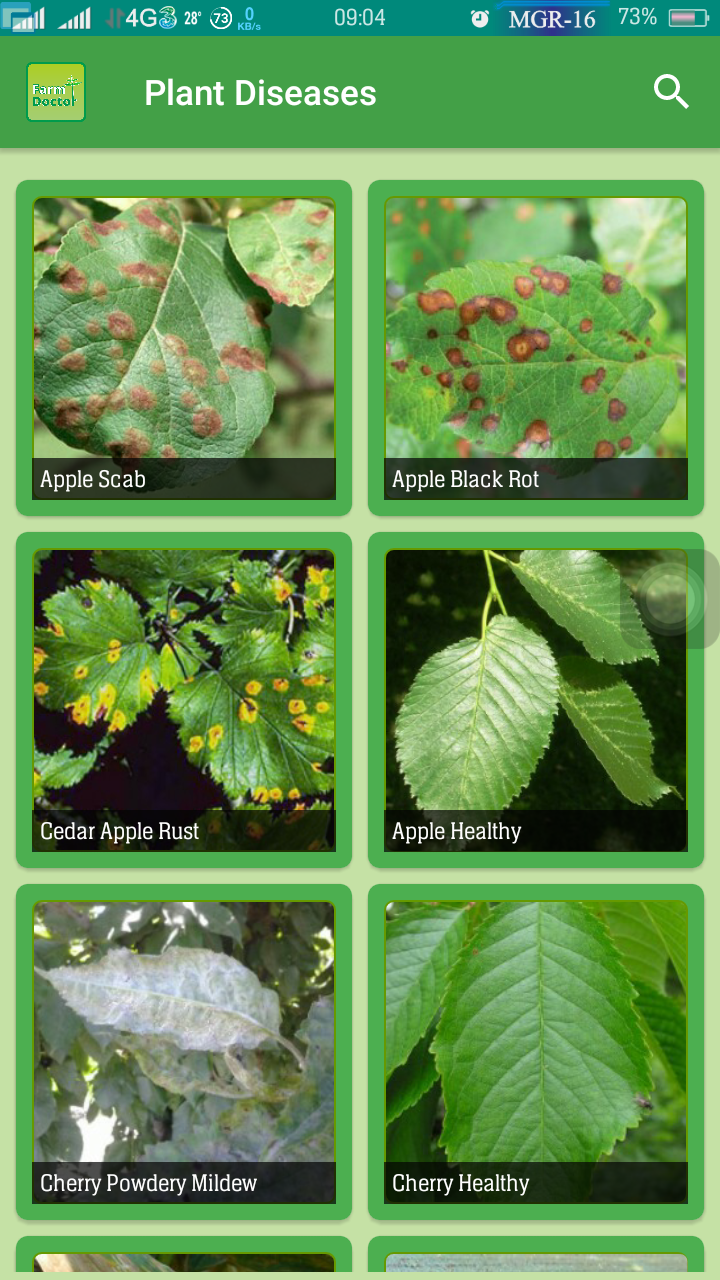 4G 28° 73 0 KB/s 09:04 MGR-16 73%
Farm
Doctor
Plant Diseases
Apple Scab
Apple Black Rot
Cedar Apple Rust
Apple Healthy
Cherry Powdery Mildew
Cherry Healthy